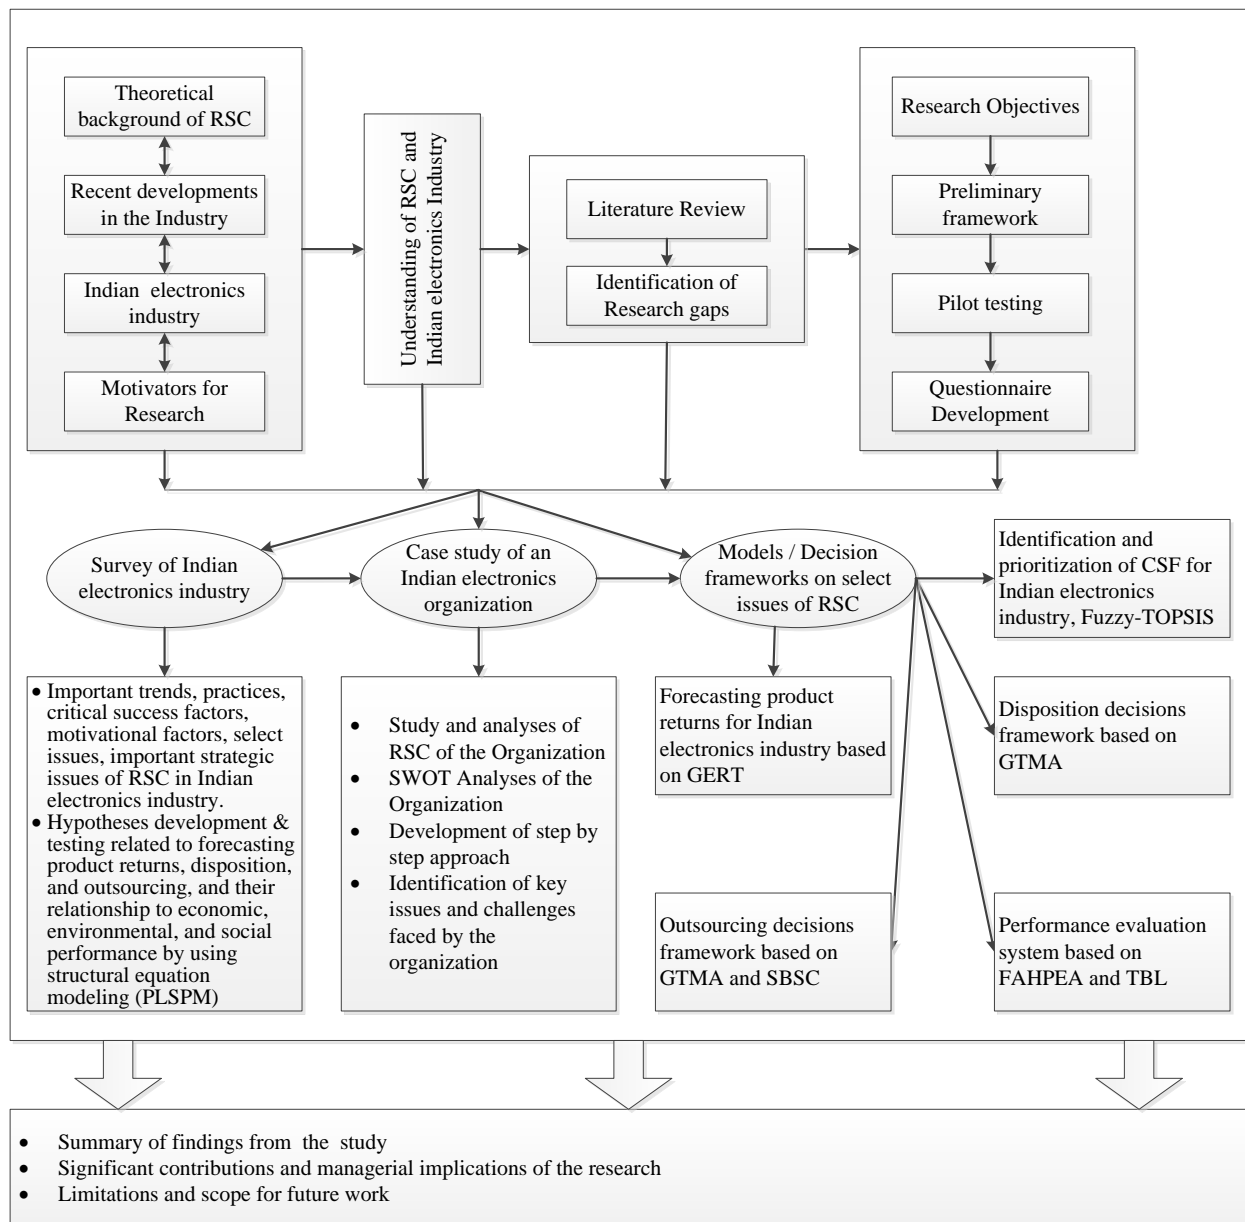 Theoretical
background of RSC
Recent developments
in the Industry
Indian electronics
industry
Motivators for
Research
Understanding of RSC and
Indian electronics Industry
Literature Review
Identification of
Research gaps
Research Objectives
Preliminary
framework
Pilot testing
Questionnaire
Development
Survey of Indian
electronics industry
Case study of an
Indian electronics
organization
Models / Decision
frameworks on select
issues of RSC
Identification and
prioritization of CSF for
Indian electronics
industry, Fuzzy-TOPSIS
• Important trends, practices,
critical success factors,
motivational factors, select
issues, important strategic
issues of RSC in Indian
electronics industry.
• Hypotheses development &
testing related to forecasting
product returns, disposition,
and outsourcing, and their
relationship to economic,
environmental, and social
performance by using
structural equation
modeling (PLSPM)
• Study and analyses of
RSC of the Organization
• SWOT Analyses of the
Organization
• Development of step by
step approach
• Identification of key
issues and challenges
faced by the
organization
Forecasting product
returns for Indian
electronics industry based
on GERT
Disposition decisions
framework based on
GTMA
Outsourcing decisions
framework based on
GTMA and SBSC
Performance evaluation
system based on
FAHPEA and TBL
• Summary of findings from the study
• Significant contributions and managerial implications of the research
• Limitations and scope for future work